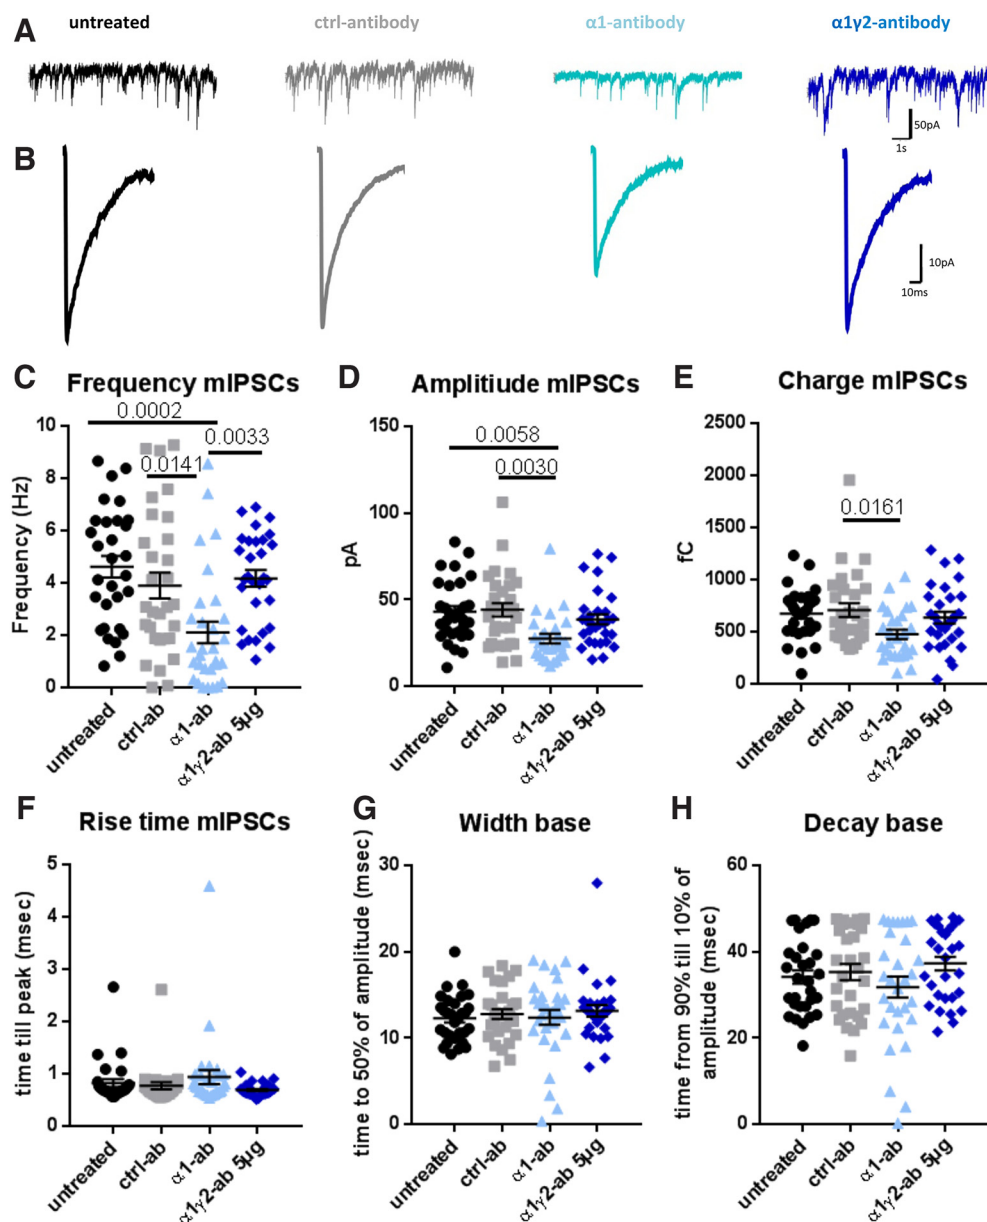 A
untreated
ctrl-antibody
α1-antibody
α1γ2-antibody
50pA
1s
B
10pA
10ms
C
Frequency mIPSCs
0.0002
0.0033
0.0141
Frequency (Hz)
10
8
6
4
2
0
untreated
ctrl-ab
α1-ab
α1γ2-ab 5µg
D
Amplitiude mIPSCs
0.0058
0.0030
pA
150
100
50
0
untreated
ctrl-ab
α1-ab
α1γ2-ab 5µg
E
Charge mIPSCs
0.0161
fC
2500
2000
1500
1000
500
0
untreated
ctrl-ab
α1-ab
α1γ2-ab 5µg
F
Rise time mIPSCs
time till peak (msec)
5
4
3
2
1
0
untreated
ctrl-ab
α1-ab
α1γ2-ab 5µg
G
Width base
time to 50% of amplitude (msec)
30
20
10
0
untreated
ctrl-ab
α1-ab
α1γ2-ab 5µg
H
Decay base
time from 90% till 10% of
amplitude (msec)
60
40
20
0
untreated
ctrl-ab
α1-ab
α1γ2-ab 5µg